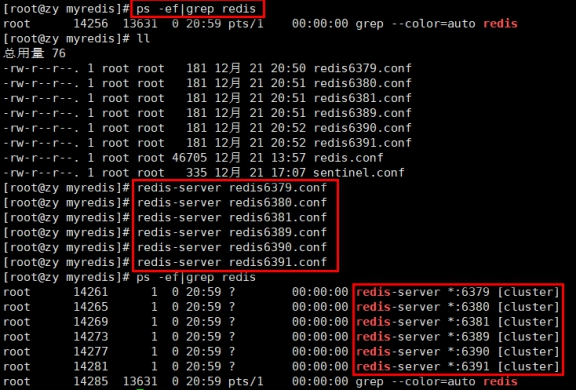 [root@zy myredis]# ps -ef|grep redis
root 14256 13631 0 20:59 pts/1 00:00:00 grep --color=auto redis
[root@zy myredis]# ll
总用量 76
-rw-r--r--. 1 root root 181 12月 21 20:50 redis6379.conf
-rw-r--r--. 1 root root 181 12月 21 20:51 redis6380.conf
-rw-r--r--. 1 root root 181 12月 21 20:51 redis6381.conf
-rw-r--r--. 1 root root 181 12月 21 20:51 redis6389.conf
-rw-r--r--. 1 root root 181 12月 21 20:52 redis6390.conf
-rw-r--r--. 1 root root 181 12月 21 20:52 redis6391.conf
-rw-r--r--. 1 root root 46705 12月 21 13:57 redis.conf
-rw-r--r--. 1 root root 335 12月 21 17:07 sentinel.conf
[root@zy myredis]# redis-server redis6379.conf
[root@zy myredis]# redis-server redis6380.conf
[root@zy myredis]# redis-server redis6381.conf
[root@zy myredis]# redis-server redis6389.conf
[root@zy myredis]# redis-server redis6390.conf
[root@zy myredis]# redis-server redis6391.conf
[root@zy myredis]# ps -ef|grep redis
root 14261 1 0 20:59 ? 00:00:00 redis-server *:6379 [cluster]
root 14265 1 0 20:59 ? 00:00:00 redis-server *:6380 [cluster]
root 14269 1 0 20:59 ? 00:00:00 redis-server *:6381 [cluster]
root 14273 1 0 20:59 ? 00:00:00 redis-server *:6389 [cluster]
root 14277 1 0 20:59 ? 00:00:00 redis-server *:6390 [cluster]
root 14281 1 0 20:59 ? 00:00:00 redis-server *:6391 [cluster]
root 14285 13631 0 20:59 pts/1 00:00:00 grep --color=auto redis